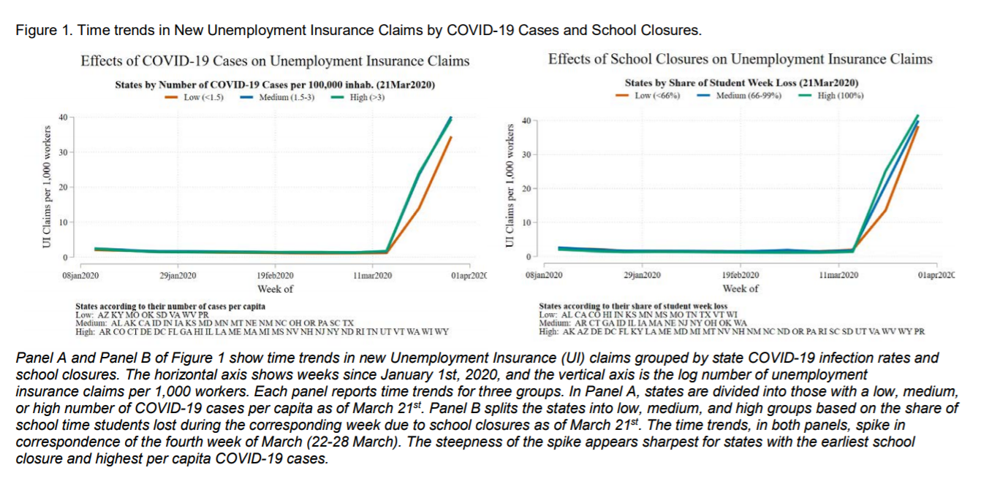 Figure 1. Time trends in New Unemployment Insurance Claims by COVID-19 Cases and School Closures.
Effects of COVID-19 Cases on Unemployment Insurance Claims
States by Number of COVID-19 Cases per 100,000 inhab. (21Mar2020)
Low (<1.5) Medium (1.5-3) High (>3)
UI Claims per 1,000 workers
40
30
20
10
0
08jan2020 29jan2020 19feb2020 11mar2020 01apr2020
Week of
States according to their number of cases per capita
Low: AZ KY MO OK SD VA WV PR
Medium: AL AK CA ID IN IA KS MD MN MT NE NM NC OH OR PA SC TX
High: AR CO CT DE DC FL GA HI IL LA ME MA MI MS NV NH NJ NY ND RI TN UT VT WA WI WY
Effects of School Closures on Unemployment Insurance Claims
States by Share of Student Week Loss (21Mar2020)
Low (<66%) Medium (66-99%) High (100%)
UI Claims per 1,000 workers
40
30
20
10
0
08jan2020 29jan2020 19feb2020 11mar2020 01apr2020
Week of
States according to their share of student week loss
Low: AL CA CO HI IN KS MN MS MO TN TX VT WI
Medium: AR CT GA ID IL IA MA NE NJ NY OH OK WA
High: AK AZ DE DC FL KY LA ME MD MI MT NV NH NM NC ND OR PA RI SC SD UT VA WV WY PR
Panel A and Panel B of Figure 1 show time trends in new Unemployment Insurance (UI) claims grouped by state COVID-19 infection rates and
school closures. The horizontal axis shows weeks since January 1st, 2020, and the vertical axis is the log number of unemployment
insurance claims per 1,000 workers. Each panel reports time trends for three groups. In Panel A, states are divided into those with a low, medium,
or high number of COVID-19 cases per capita as of March 21st. Panel B splits the states into low, medium, and high groups based on the share of
school time students lost during the corresponding week due to school closures as of March 21st. The time trends, in both panels, spike in
correspondence of the fourth week of March (22-28 March). The steepness of the spike appears sharpest for states with the earliest school
closure and highest per capita COVID-19 cases.